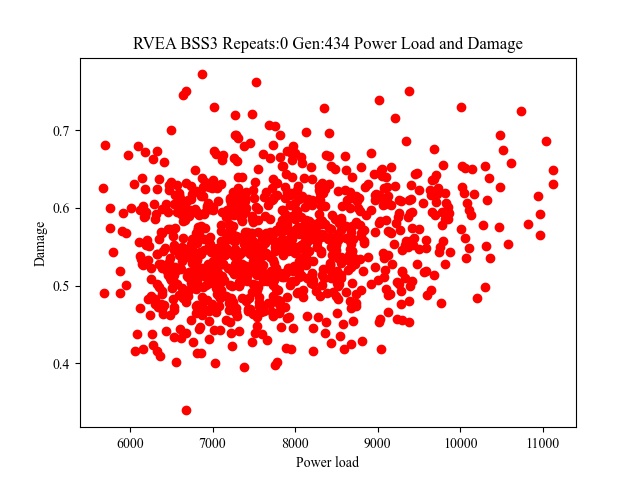 RVEA BSS3 Repeats:0 Gen:434 Power Load and Damage
0.7
0.6
0.5
0.4
Damage
6000 7000 8000 9000 10000 11000
Power load